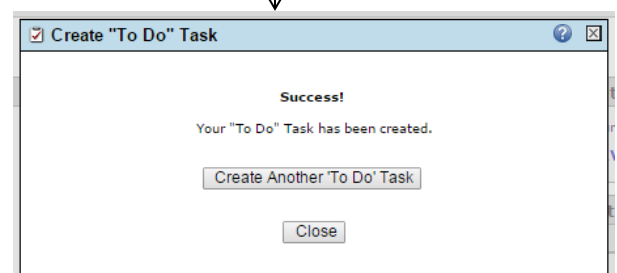 Create "To Do" Task
Success!
Your "To Do" Task has been created.
Create Another 'To Do' Task
Close